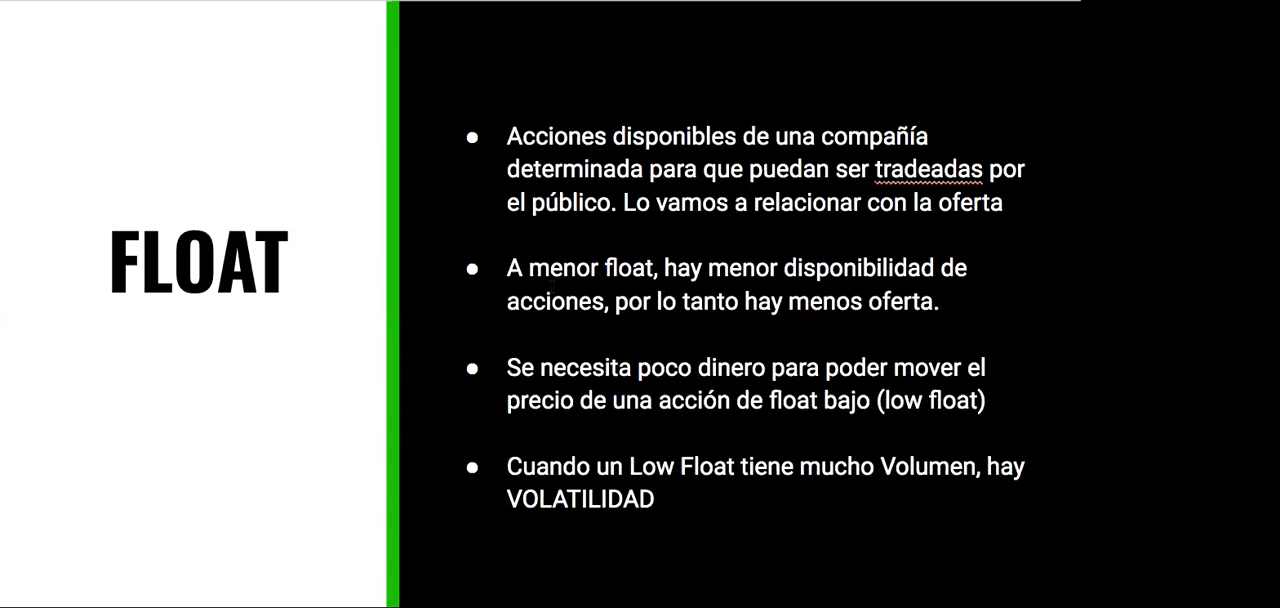 FLOAT
● Acciones disponibles de una compañía
determinada para que puedan ser tradeadas por
el público. Lo vamos a relacionar con la oferta
● A menor float, hay menor disponibilidad de
acciones, por lo tanto hay menos oferta.
● Se necesita poco dinero para poder mover el
precio de una acción de float bajo (low float)
● Cuando un Low Float tiene mucho Volumen, hay
VOLATILIDAD